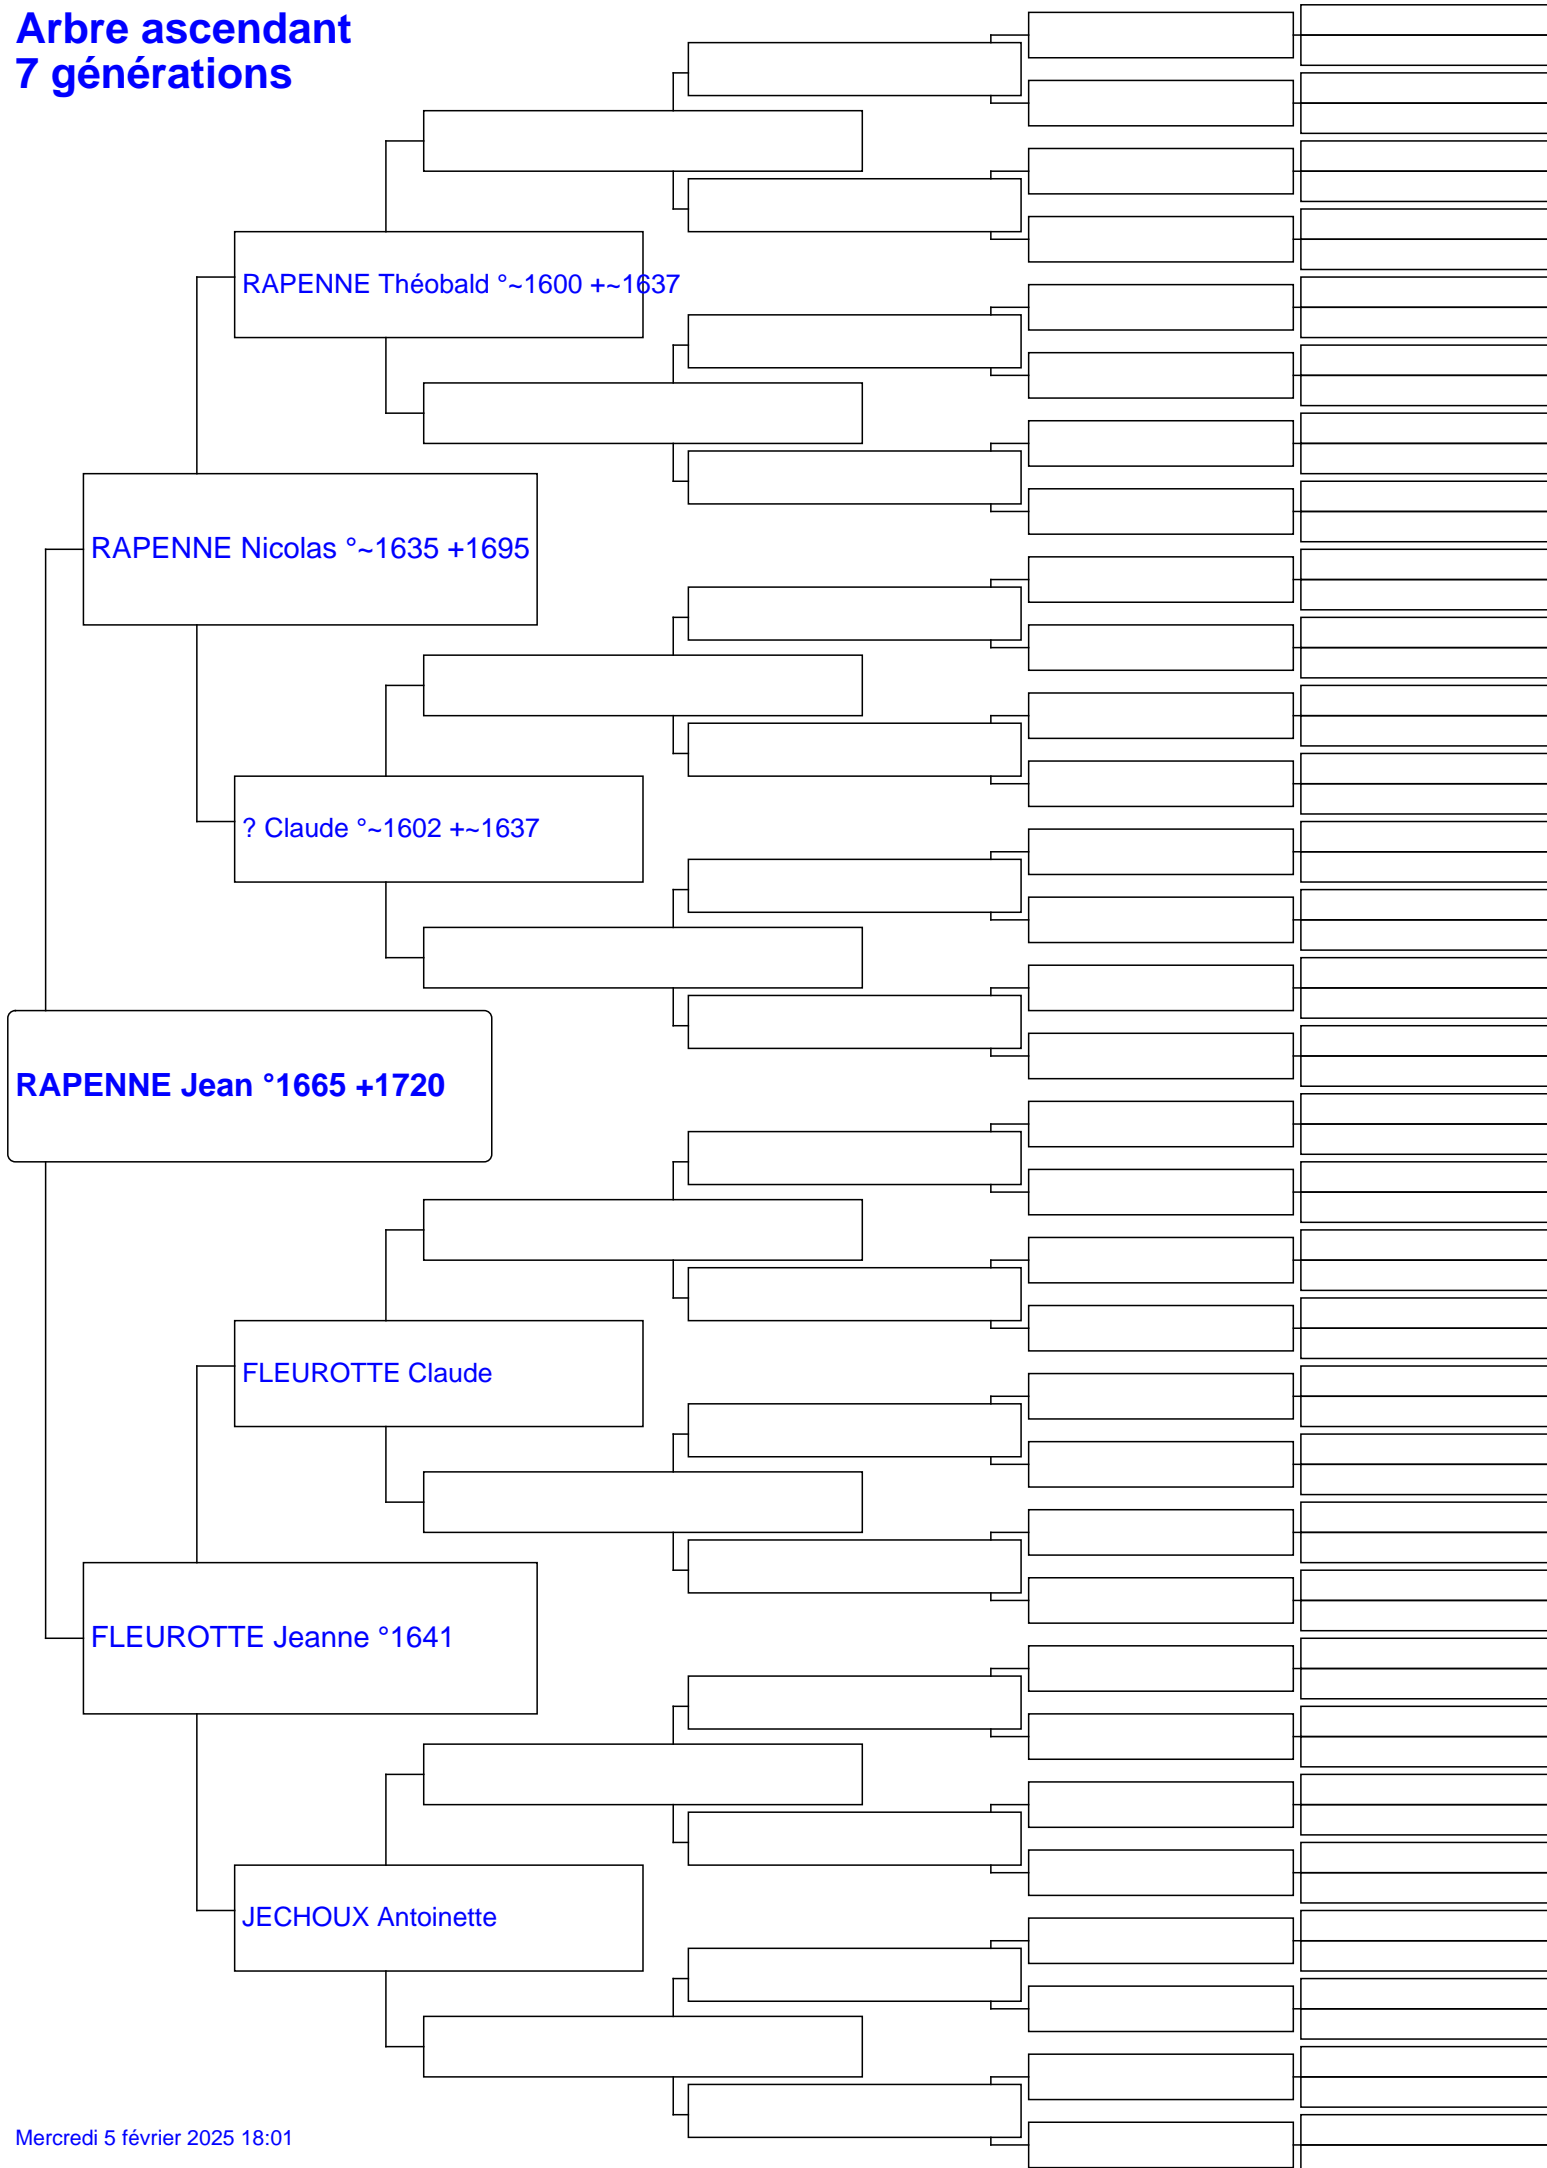 Arbre ascendant
7 générations
RAPENNE Théobald °~1600 +~1637
RAPENNE Nicolas °~1635 +1695
? Claude °~1602 +~1637
RAPENNE Jean °1665 +1720
FLEUROTTE Claude
FLEUROTTE Jeanne °1641
JECHOUX Antoinette
Mercredi 5 février 2025 18:01